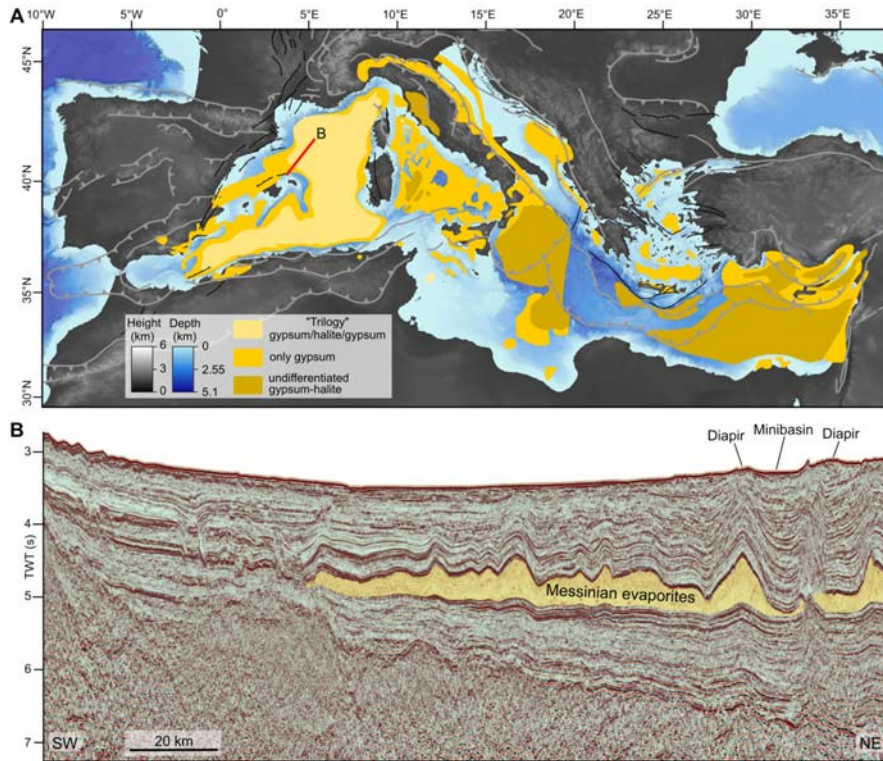 A
10°W 0° 5°E 10°E 15°E 20°E 25°E 30°E 35°E
45°N
40°N
35°N
30°N
B
Height Depth
(km) (km)
6 0
3 2.55
0 5.1
"Trilogy"
gypsum/halite/gypsum
only gypsum
undifferentiated
gypsum-halite
B
Diapir Minibasin Diapir
3
4
5
6
7
TWT (s)
Messinian evaporites
SW
20 km
NE